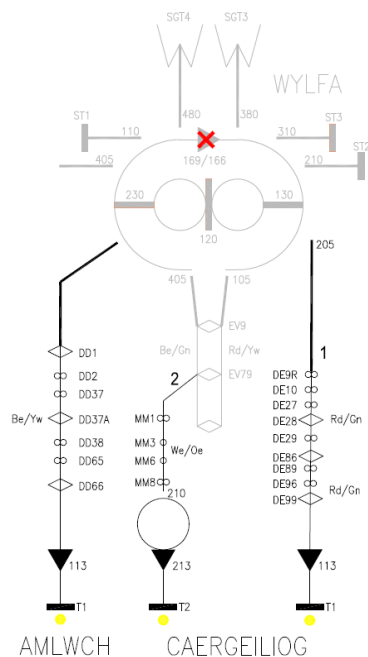 SGT4 SGT3
WYLFA
480 380
ST1 110 310 ST3
169/166
405 210 ST2
230 130
120
205
405 105
EV9
Be/Gn Rd/Yw
1
DD1
EV79
DD2 2 DE9R
DD37 DE10
DE27
Be/Yw DD37A MM1 DE28 Rd/Gn
DD38 MM3 We/Oe DE29
DD65 MM6 DE86
DE89
DD66 MM8 DE96
210 DE99 Rd/Gn
113 213 113
T1 T2 T1
AMLWCH CAERGEILIOG